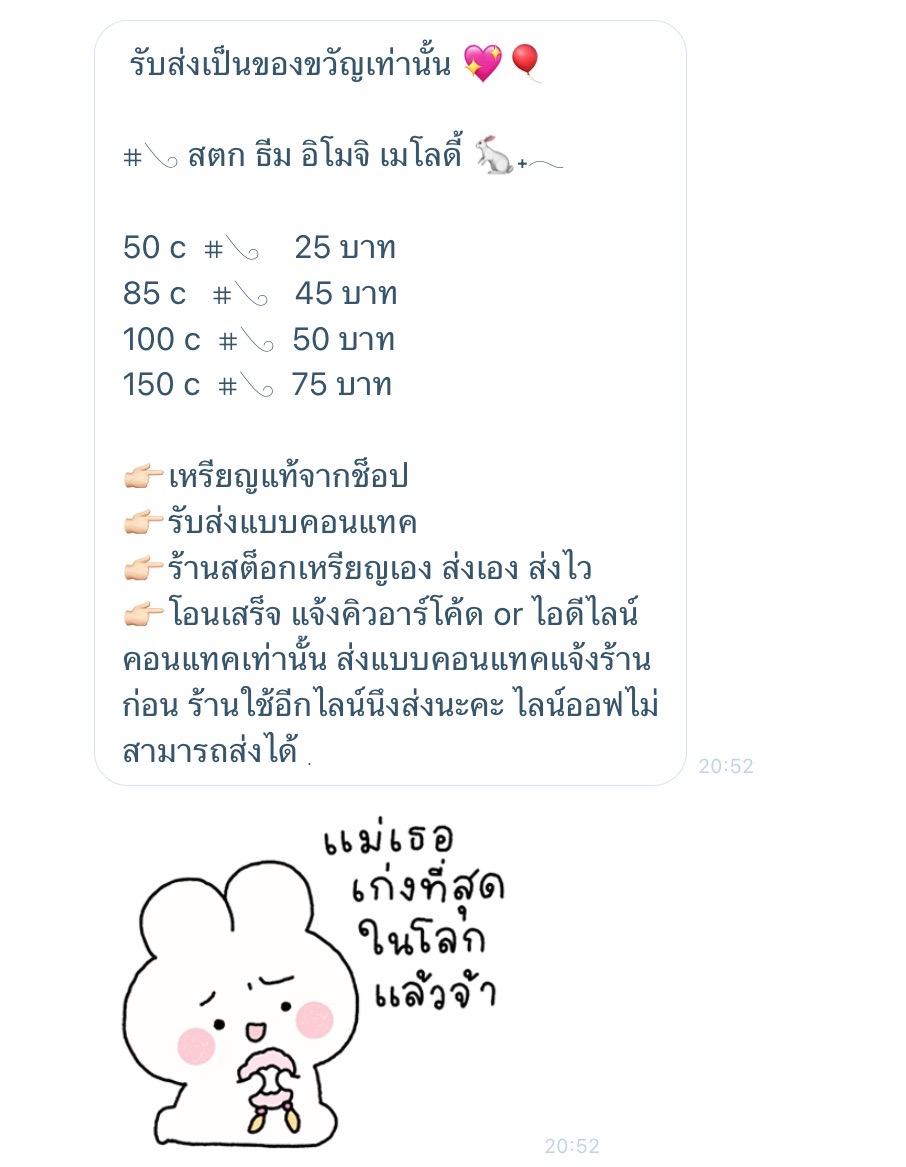 รับส่งเป็นของขวัญเท่านั้น 💖🎈
#╰ สตก ธีม อิโมจิ เมโลดี้ 🐇₊
50 c #╰ 25 บาท
85 c #╰ 45 บาท
100 c #╰ 50 บาท
150 c #╰ 75 บาท
👉🏻เหรียญแท้จากช็อป
👉🏻รับส่งแบบคอนแทค
👉🏻ร้านสต็อกเหรียญเอง ส่งเอง ส่งไว
👉🏻โอนเสร็จ แจ้งคิวอาร์โค้ด or ไอดีไลน์
คอนแทคเท่านั้น ส่งแบบคอนแทคแจ้งร้าน
ก่อน ร้านใช้อีกไลน์นึงส่งนะคะ ไลน์ออฟไม่
สามารถส่งได้ .
20:52
แม่เธอ
เก่งที่สุด
ในโลก
แล้วจ้า
20:52